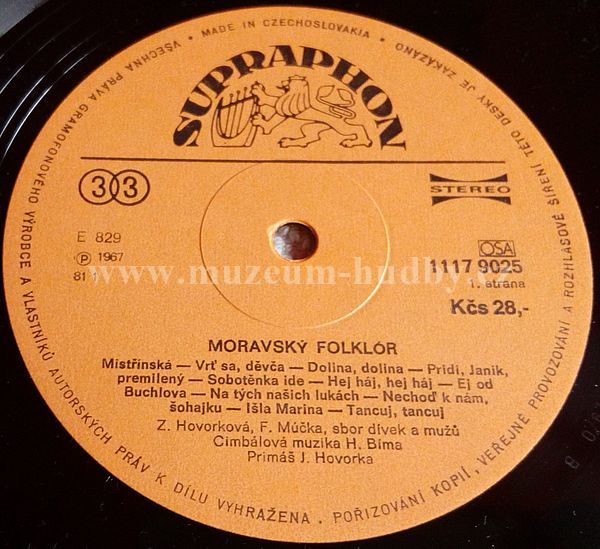 VŠECHNA PRÁVA GRAMOFONOVÉHO VÝROBCE A VLASTNÍKŮ AUTORSKÝCH PRÁV K DÍLU VYHRAŽENA . POŘIZOVÁNÍ KOPIÍ, VEŘEJNÉ PROVOZOVÁNÍ A ROZHLASOVÉ ŠÍŘENÍ TÉTO DESKY JE ZAKÁZÁNO • MADE IN CZECHOSLOVAKIA •
SUPRAPHON
33
STEREO
E 829
Ⓟ 1967
81 1
OSA
1117 9025
1. strana
Kčs 28,-
www.muzeum-hudby.cz
MORAVSKÝ FOLKLÓR
Mistřínská — Vrť sa, děvča — Dolina, dolina — Pridi, Janik,
premilený — Sobotěnka ide — Hej háj, hej háj — Ej od
Buchlova — Na tých našich lukách — Nechoď k nám,
šohajku — Išla Marina — Tancuj, tancuj
Z. Hovorková, F. Múčka, sbor dívek a mužů
Cimbálová muzika H. Bíma
Primáš J. Hovorka